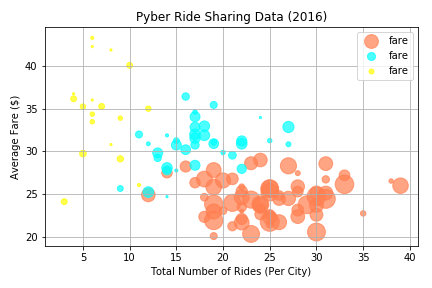 Pyber Ride Sharing Data (2016)
fare
fare
fare
Average Fare ($)
40
35
30
25
20
5
10
15
20
25
30
35
40
Total Number of Rides (Per City)